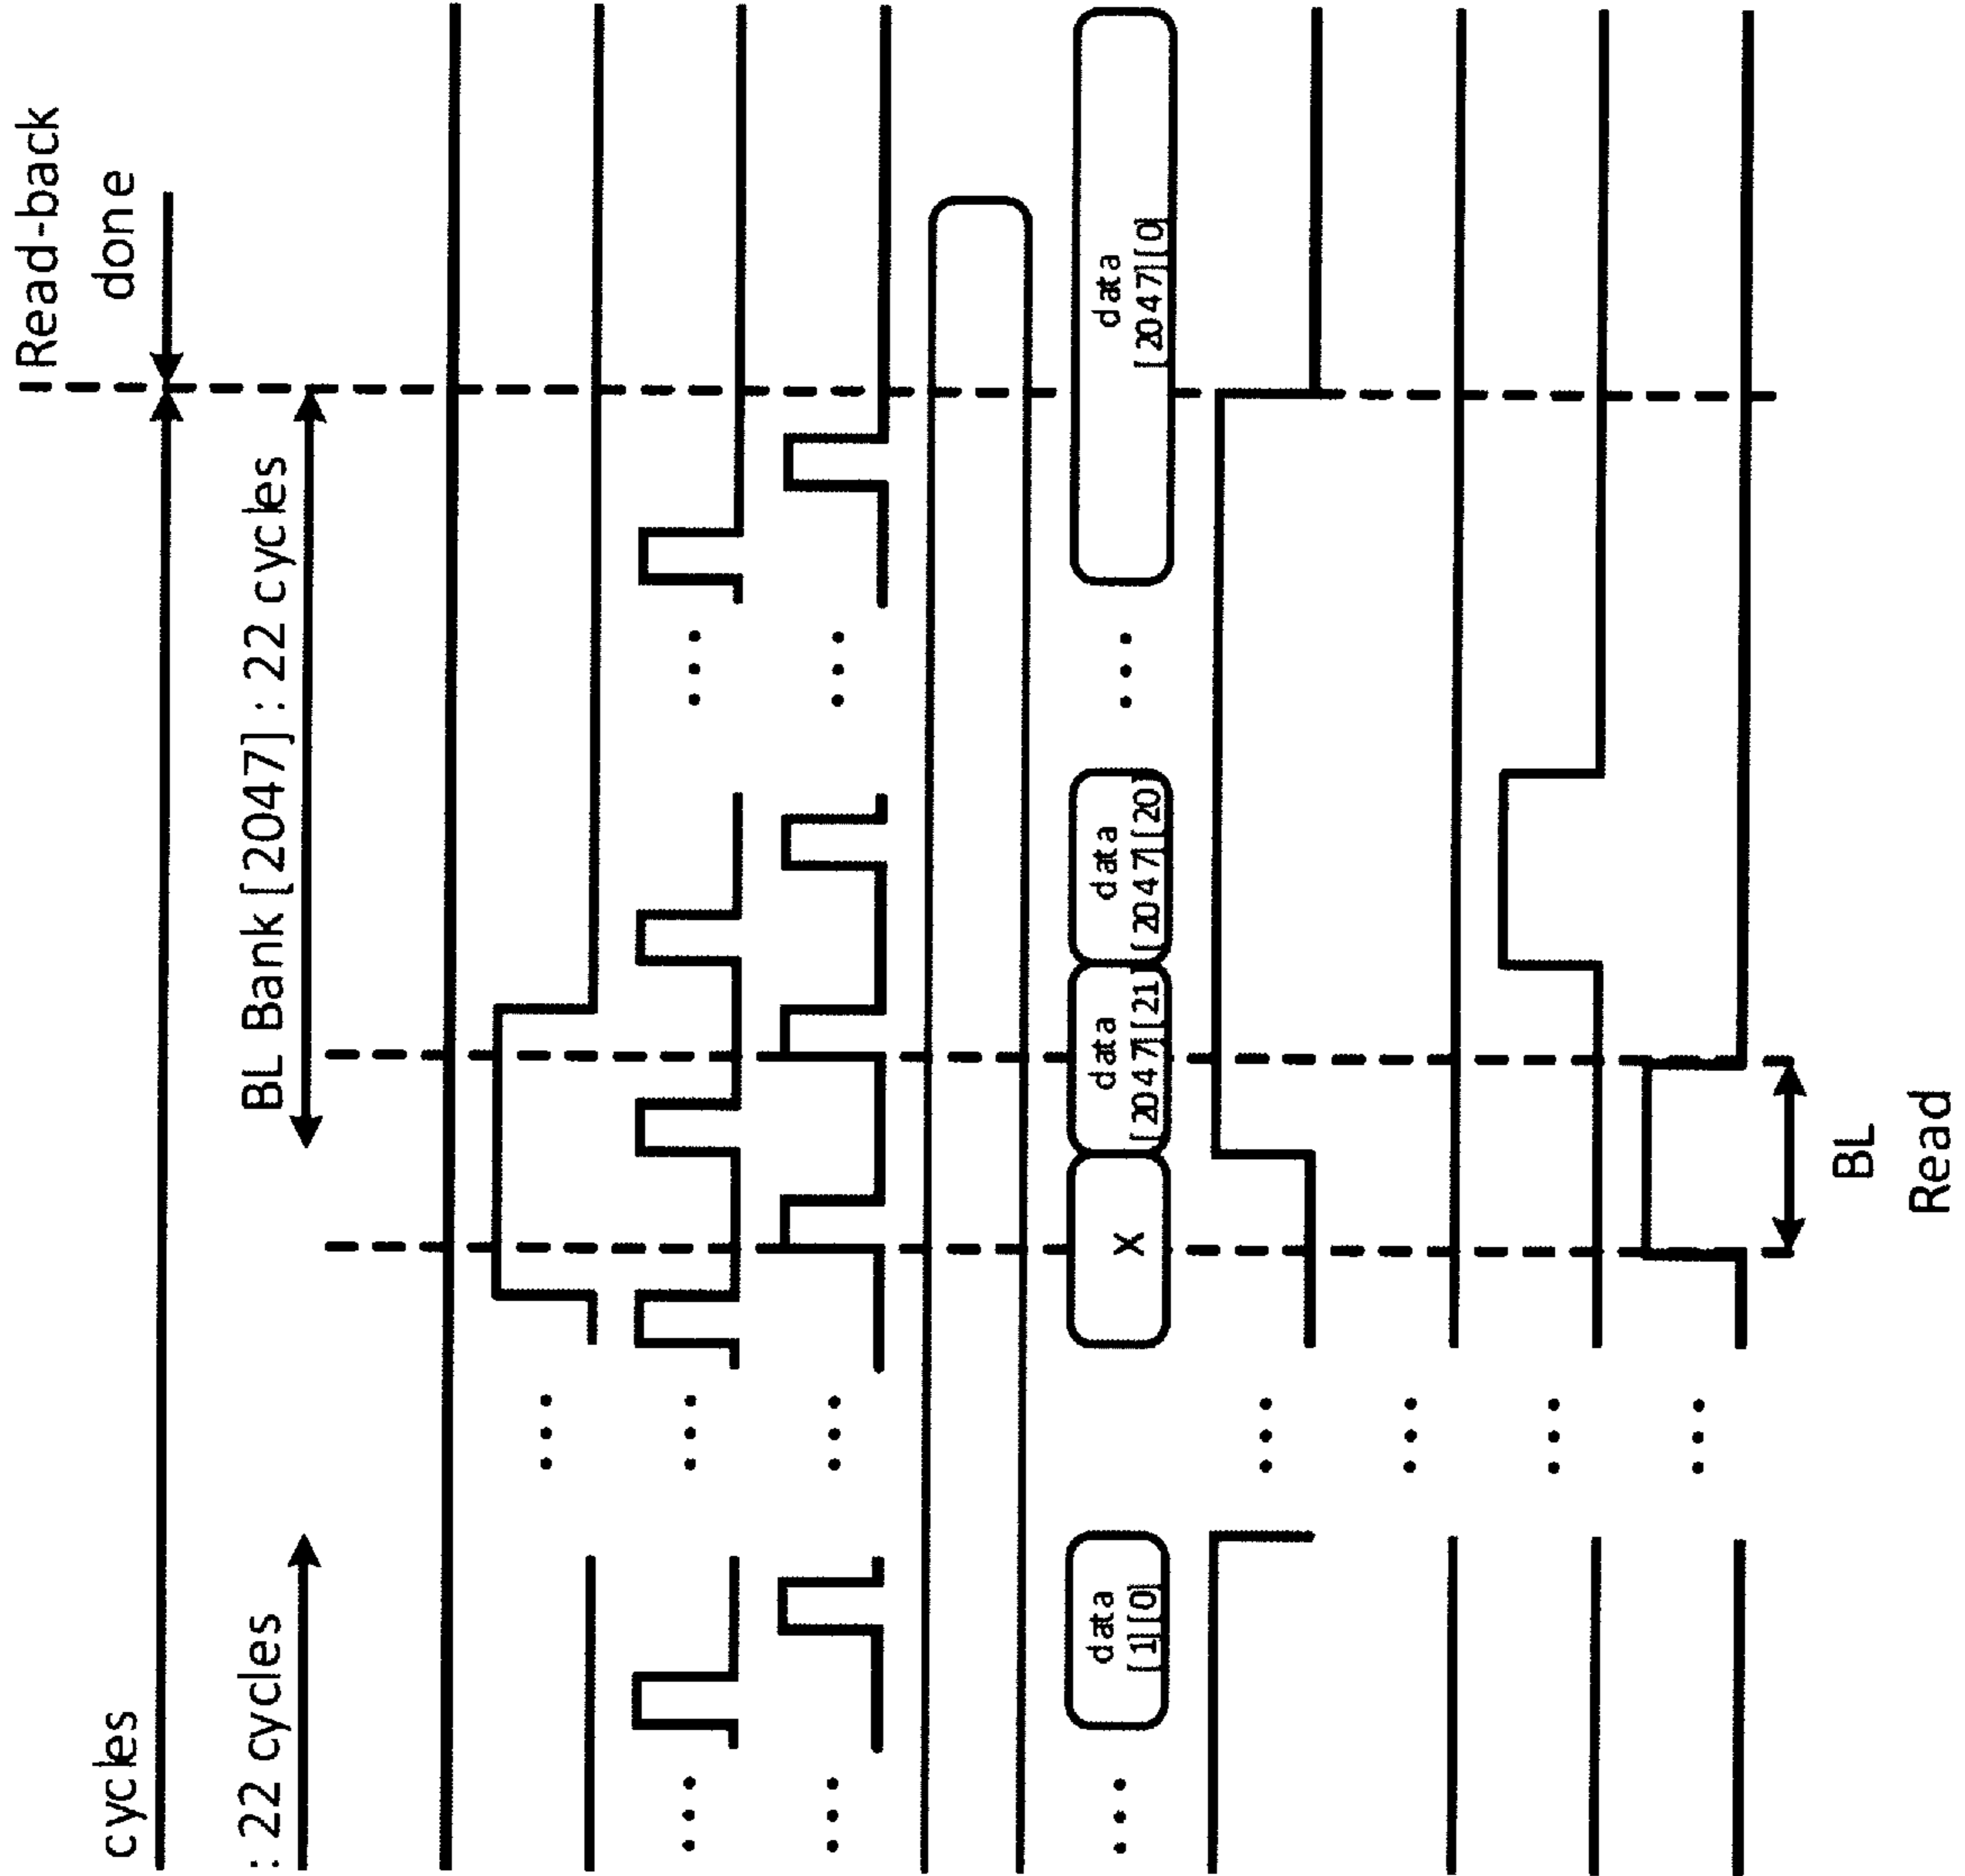 Read-back
cycles
done
: 22 cycles
BL Bank[2047] : 22 cycles
data
[1][0]
X
data
[2047][21
data
[2047][20
data
[2047][0]
BL
Read